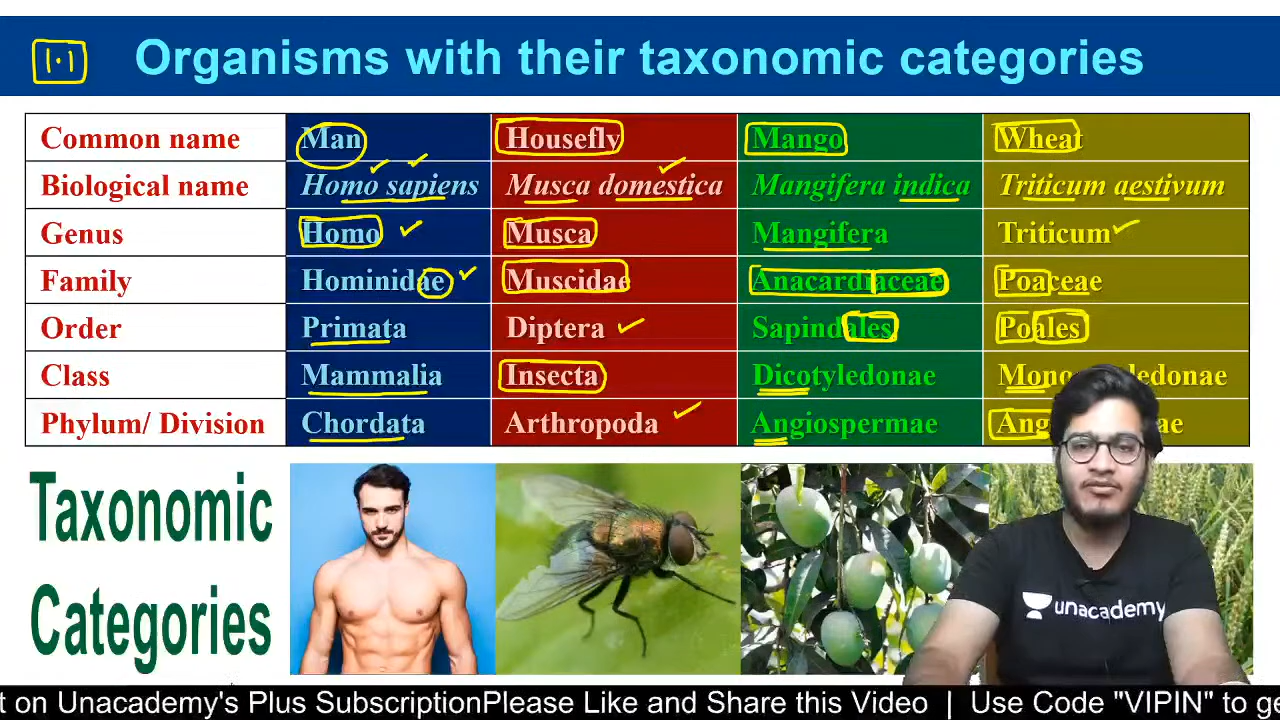 1.1 Organisms with their taxonomic categories
Common name Man Housefly Mango Wheat
Biological name Homo sapiens Musca domestica Mangifera indica Triticum aestivum
Genus Homo Musca Mangifera Triticum
Family Hominidae Muscidae Anacardiaceae Poaceae
Order Primata Diptera Sapindales Poales
Class Mammalia Insecta Dicotyledonae
Phylum/ Division Chordata Arthropoda Angiospermae
Taxonomic
Categories
unacademy
t on Unacademy's Plus SubscriptionPlease Like and Share this Video | Use Code "VIPIN" to ge